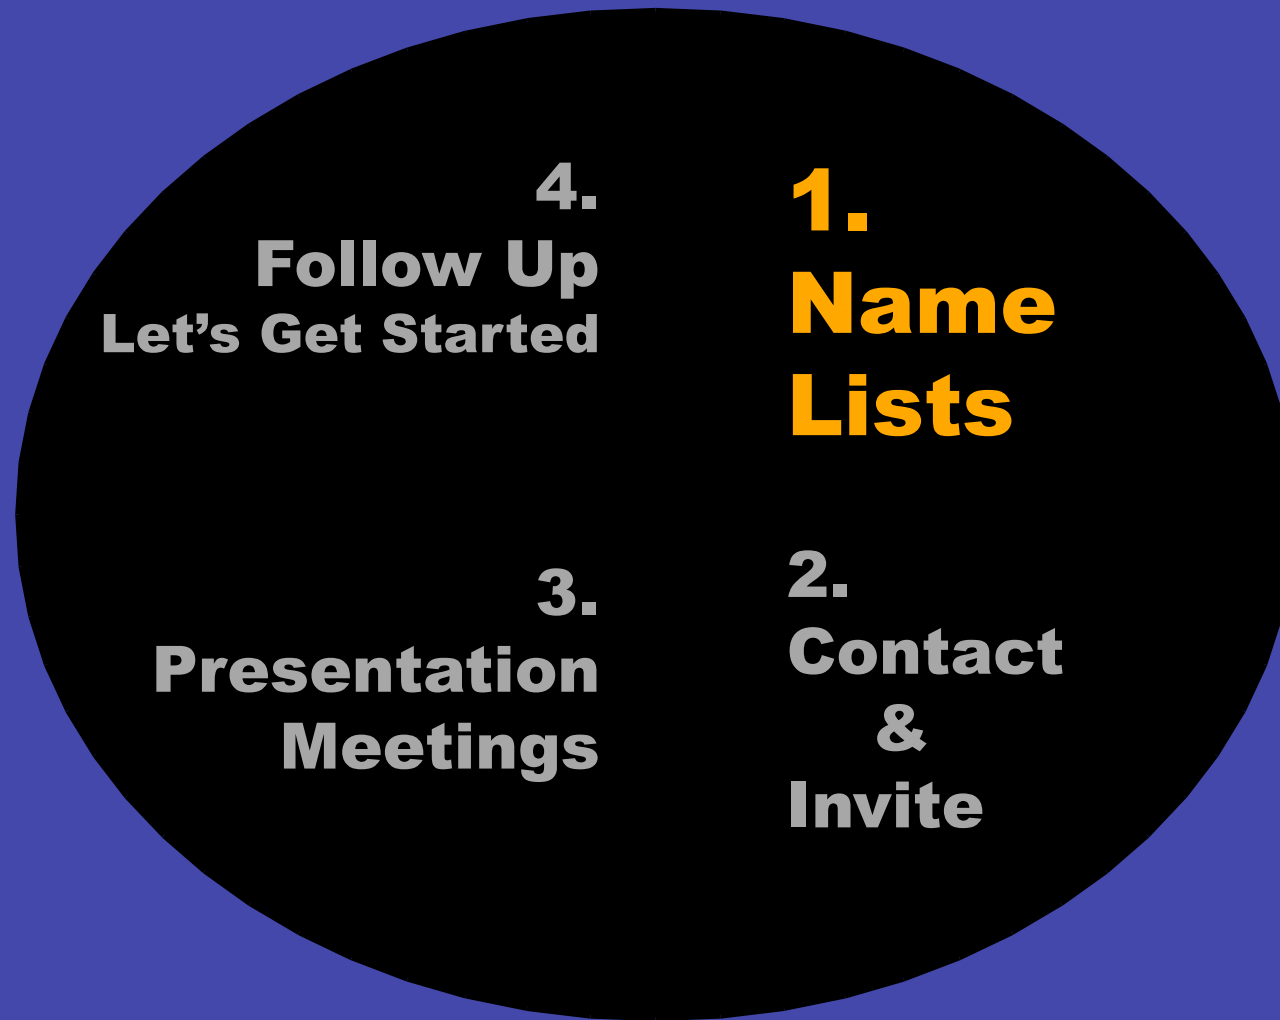 1.
Name
Lists
2.
Contact
&
Invite
3.
Presentation
Meetings
4.
Follow Up
Let’s Get Started